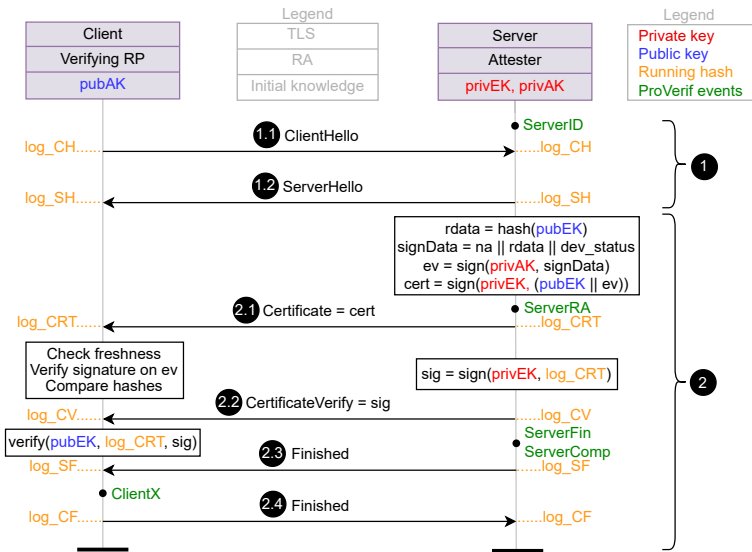 Client
Verifying RP
pubAK
Legend
TLS
RA
Initial knowledge
Server
Attester
privEK, privAK
Legend
Private key
Public key
Running hash
ProVerif events
ServerID
1.1 ClientHello
log_CH
log_CH
1
1.2 ServerHello
log_SH
log_SH
rdata = hash(pubEK)
signData = na || rdata || dev_status
ev = sign(privAK, signData)
cert = sign(privEK, (pubEK || ev))
2.1 Certificate = cert
ServerRA
log_CRT
log_CRT
Check freshness
Verify signature on ev
Compare hashes
sig = sign(privEK, log_CRT)
2
2.2 CertificateVerify = sig
log_CV
log_CV
verify(pubEK, log_CRT, sig)
ServerFin
ServerComp
2.3 Finished
log_SF
log_SF
ClientX
2.4 Finished
log_CF
log_CF